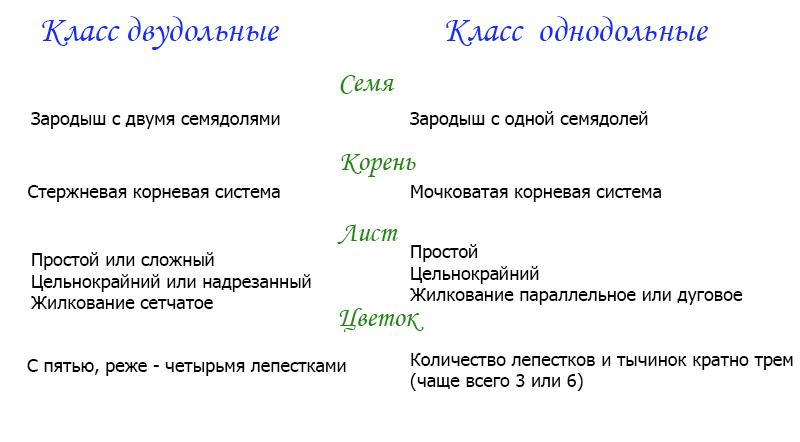 Класс двудольные
Класс однодольные
Семя
Зародыш с двумя семядолями
Зародыш с одной семядолей
Корень
Стержневая корневая система
Мочковатая корневая система
Лист
Простой или сложный
Цельнокрайний или надрезанный
Жилкование сетчатое
Простой
Цельнокрайний
Жилкование параллельное или дуговое
Цветок
С пятью, реже - четырьмя лепестками
Количество лепестков и тычинок кратно трем
(чаще всего 3 или 6)